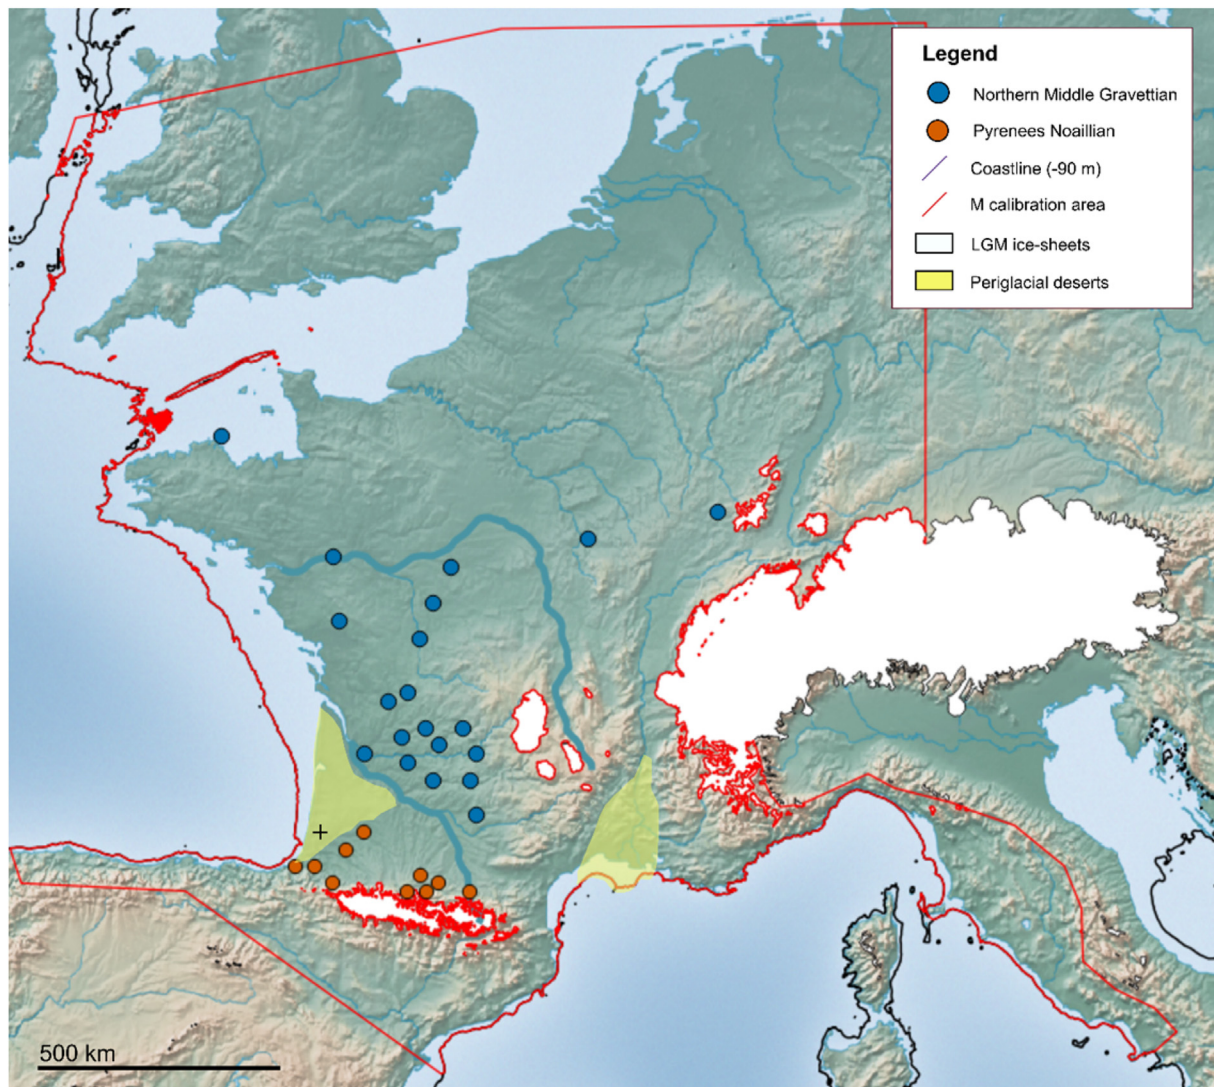 Legend
Northern Middle Gravettian
Pyrenees Noaillian
Coastline (-90 m)
M calibration area
LGM ice-sheets
Periglacial deserts
500 km